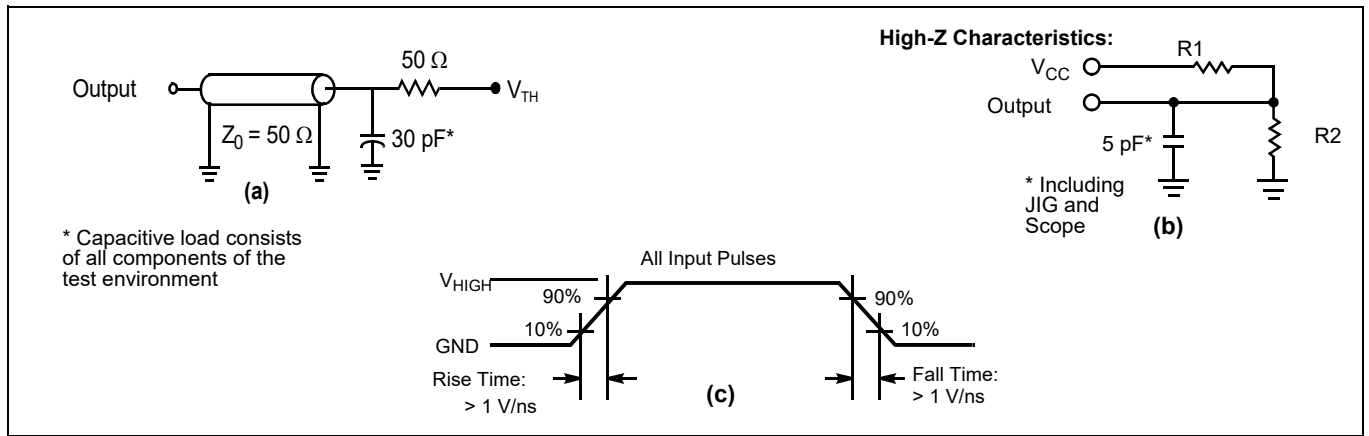 50 Ω
Output
V_TH
Z_0 = 50 Ω
30 pF*
(a)
* Capacitive load consists
of all components of the
test environment
High-Z Characteristics:
R1
V_CC
Output
5 pF*
R2
* Including
JIG and
Scope
(b)
All Input Pulses
V_HIGH
90%
90%
10%
10%
GND
Rise Time:
> 1 V/ns
(c)
Fall Time:
> 1 V/ns